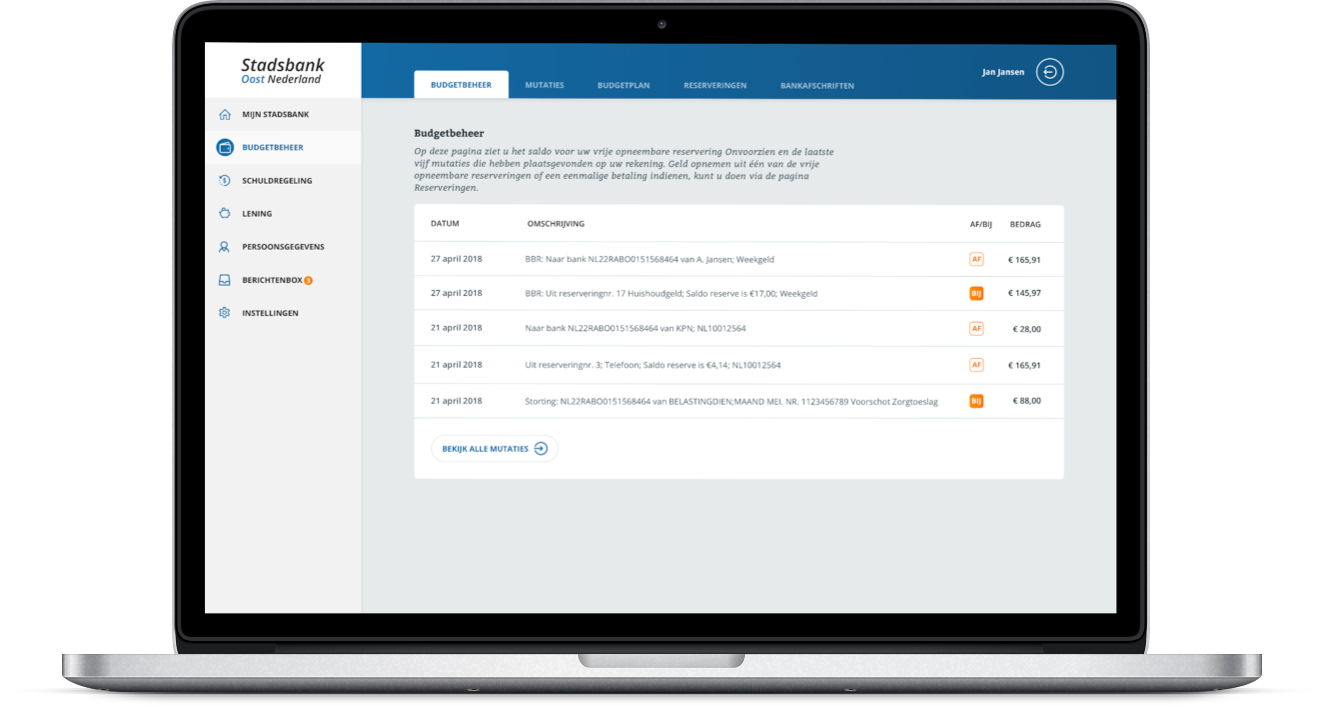 Stadsbank
Oost Nederland
MIJN STADSBANK
BUDGETBEHEER
SCHULDREGELING
LENING
PERSOONSGEGEVENS
BERICHTENBOX 3
INSTELLINGEN
BUDGETBEHEER MUTATIES BUDGETPLAN RESERVERINGEN BANKAFSCHRIFTEN
Jan Jansen
Budgetbeheer
Op deze pagina ziet u het saldo voor uw vrije opneembare reservering Onvoorzien en de laatste
vijf mutaties die hebben plaatsgevonden op uw rekening. Geld opnemen uit één van de vrije
opneembare reserveringen of een eenmalige betaling indienen, kunt u doen via de pagina
Reserveringen.
DATUM OMSCHRIJVING AF/BIJ BEDRAG
27 april 2018 BBR: Naar bank NL22RABO0151568464 van A. Jansen; Weekgeld AF € 165,91
27 april 2018 BBR: Uit reserveringnr. 17 Huishoudgeld; Saldo reserve is €17,00; Weekgeld BIJ € 145,97
21 april 2018 Naar bank NL22RABO0151568464 van KPN; NL10012564 AF € 28,00
21 april 2018 Uit reserveringnr. 3; Telefoon; Saldo reserve is €4,14; NL10012564 AF € 165,91
21 april 2018 Storting: NL22RABO0151568464 van BELASTINGDIEN;MAAND MEI. NR. 1123456789 Voorschot Zorgtoeslag BIJ € 88,00
BEKIJK ALLE MUTATIES